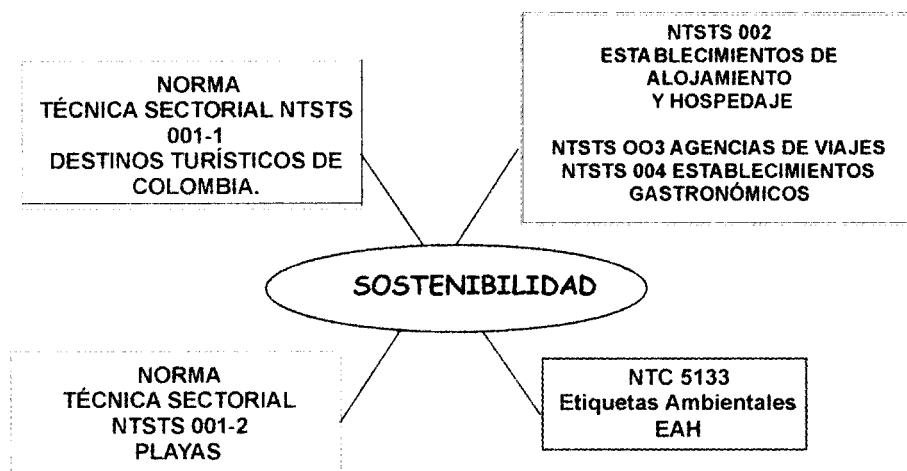 NORMA
TÉCNICA SECTORIAL NTSTS
001-1
DESTINOS TURÍSTICOS DE
COLOMBIA.
NTSTS 002
ESTABLECIMIENTOS DE
ALOJAMIENTO
Y HOSPEDAJE
NTSTS OO3 AGENCIAS DE VIAJES
NTSTS 004 ESTABLECIMIENTOS
GASTRONÓMICOS
SOSTENIBILIDAD
NORMA
TÉCNICA SECTORIAL
NTSTS 001-2
PLAYAS
NTC 5133
Etiquetas Ambientales
EAH